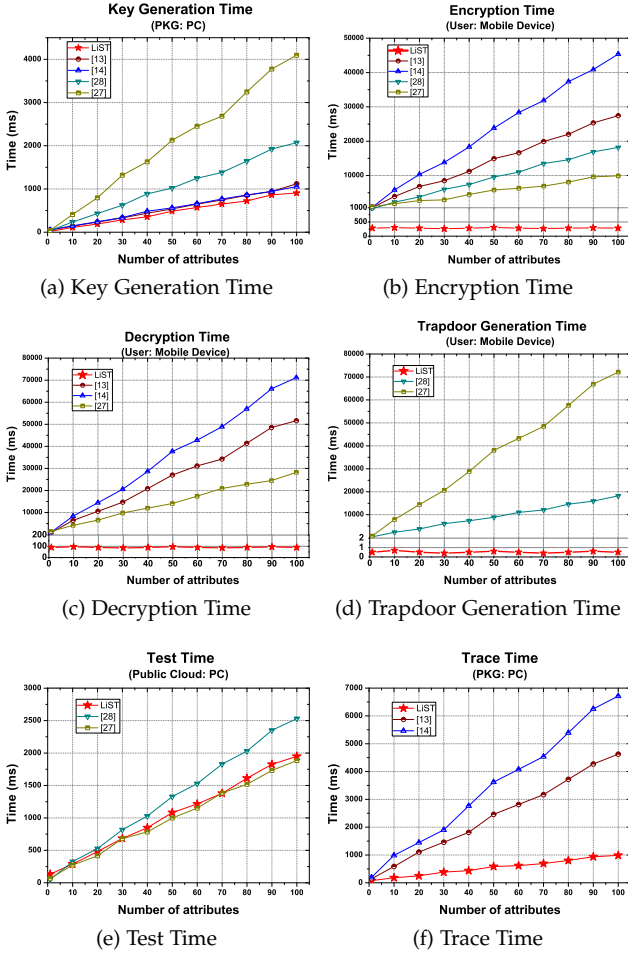 Key Generation Time
(PKG: PC)
LiST
[13]
[14]
[28]
[27]
4000
3000
2000
1000
0
Time (ms)
0 10 20 30 40 50 60 70 80 90 100
Number of attributes
(a) Key Generation Time
Encryption Time
(User: Mobile Device)
LiST
[13]
[14]
[28]
[27]
50000
40000
30000
20000
10000
1000
500
0
Time (ms)
0 10 20 30 40 50 60 70 80 90 100
Number of attributes
(b) Encryption Time
Decryption Time
(User: Mobile Device)
LiST
[13]
[14]
[27]
80000
70000
60000
50000
40000
30000
20000
10000
200
100
0
Time (ms)
0 10 20 30 40 50 60 70 80 90 100
Number of attributes
(c) Decryption Time
Trapdoor Generation Time
(User: Mobile Device)
LiST
[28]
[27]
80000
70000
60000
50000
40000
30000
20000
10000
2
1
0
Time (ms)
0 10 20 30 40 50 60 70 80 90 100
Number of attributes
(d) Trapdoor Generation Time
Test Time
(Public Cloud: PC)
LiST
[28]
[27]
3000
2500
2000
1500
1000
500
0
Time (ms)
0 10 20 30 40 50 60 70 80 90 100
Number of attributes
(e) Test Time
Trace Time
(PKG: PC)
LiST
[13]
[14]
7000
6000
5000
4000
3000
2000
1000
0
Time (ms)
0 10 20 30 40 50 60 70 80 90 100
Number of attributes
(f) Trace Time